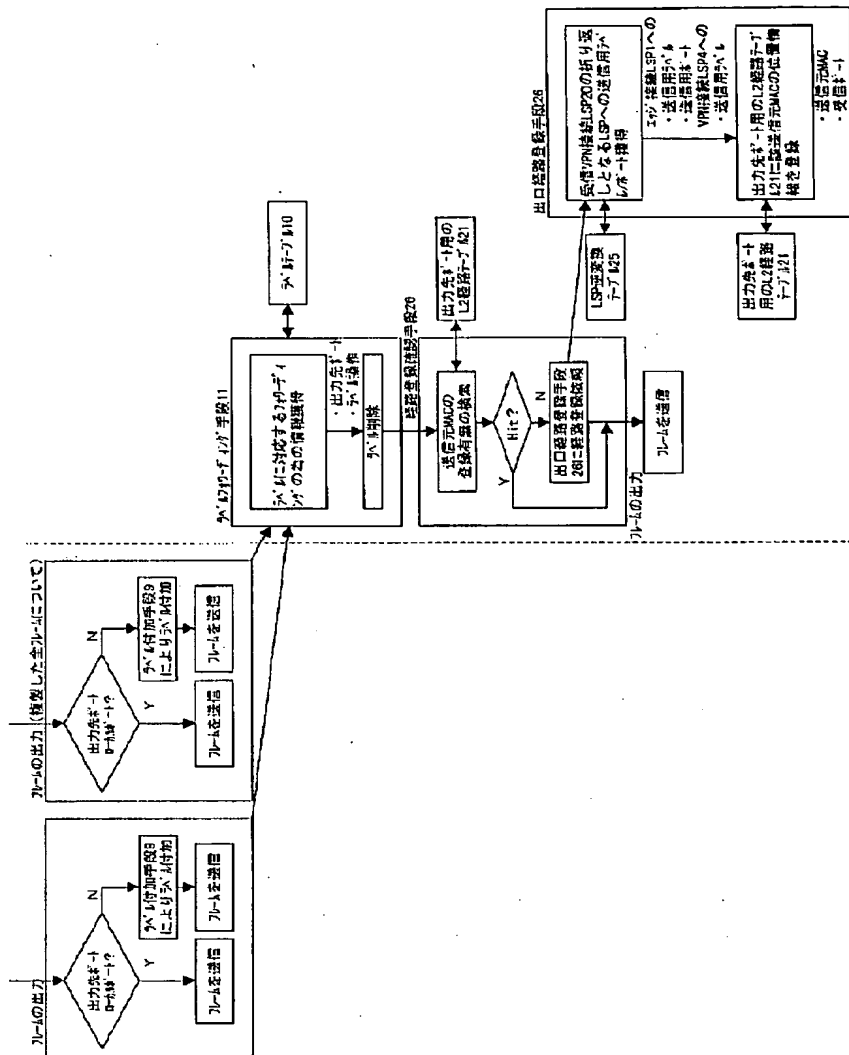 フレームの出力
出力先ポート
ローカルポート?
N
Y
ラベル付加手段9
によりラベル付加
フレームを送信
フレームを送信
フレームの出力(複製した全フレームについて)
出力先ポート
ローカルポート?
N
Y
ラベル付加手段9
によりラベル付加
フレームを送信
フレームを送信
ラベルフォワーディング手段11
ラベルに対応するフォワーディ
ングの為の情報獲得
ラベルテーブル10
・出力先ポート
・ラベル操作
ラベル削除
経路登録確認手段20
送信元MACの
登録有無の検索
出力先ポート用の
L2経路テーブル21
Hit?
N
Y
出口経路登録手段
26に経路登録依頼
フレームの出力
フレームを送信
出口経路登録手段26
受信VPN接続LSP20の折り返
しとなるLSPへの送信用ラベ
ル/ポート獲得
LSP逆変換
テーブル25
エッジ接続LSP1への
・送信用ラベル
・送信用ポート
VPN接続LSP4への
・送信用ラベル
出力先ポート用のL2経路テーブ
ル21に該送信元MACの位置情
報を登録
出力先ポート
用のL2経路
テーブル21
・送信元MAC
・受信ポート